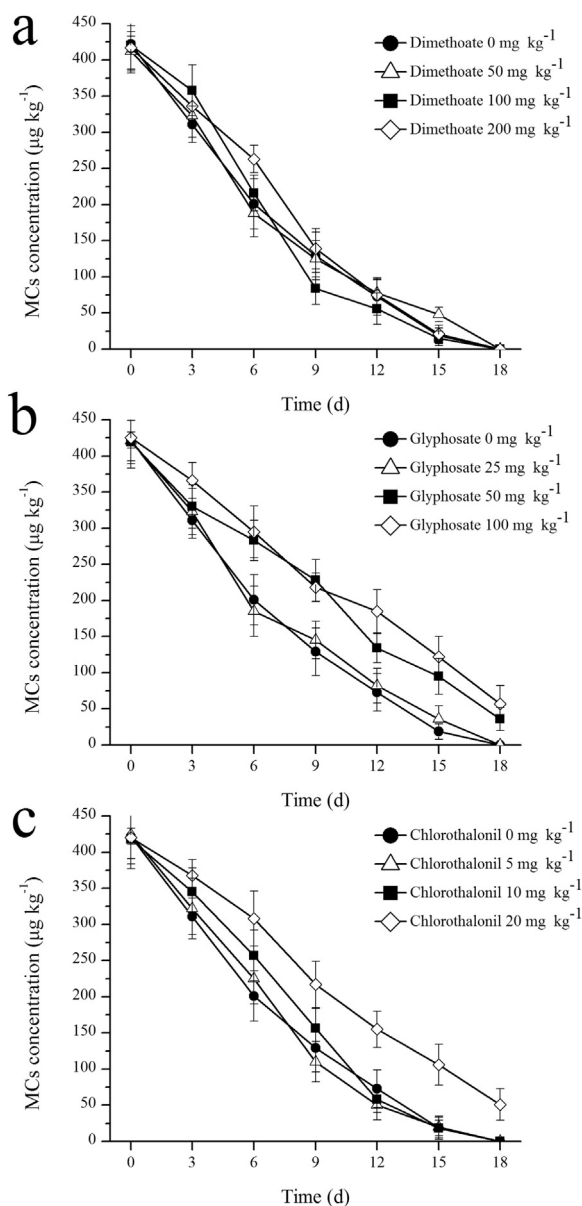 a
MCs concentration (μg kg⁻¹)
450
400
350
300
250
200
150
100
50
0
Dimethoate 0 mg kg⁻¹
Dimethoate 50 mg kg⁻¹
Dimethoate 100 mg kg⁻¹
Dimethoate 200 mg kg⁻¹
0 3 6 9 12 15 18
Time (d)
b
MCs concentration (μg kg⁻¹)
450
400
350
300
250
200
150
100
50
0
Glyphosate 0 mg kg⁻¹
Glyphosate 25 mg kg⁻¹
Glyphosate 50 mg kg⁻¹
Glyphosate 100 mg kg⁻¹
0 3 6 9 12 15 18
Time (d)
c
MCs concentration (μg kg⁻¹)
450
400
350
300
250
200
150
100
50
0
Chlorothalonil 0 mg kg⁻¹
Chlorothalonil 5 mg kg⁻¹
Chlorothalonil 10 mg kg⁻¹
Chlorothalonil 20 mg kg⁻¹
0 3 6 9 12 15 18
Time (d)